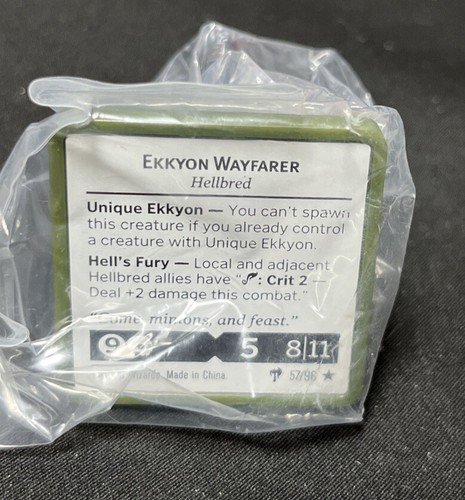 EKKYON WAYFARER
Hellbred
Unique Ekkyon — You can't spawn
this creature if you already control
a creature with Unique Ekkyon.
Hell's Fury — Local and adjacent
Hellbred allies have “: Crit 2 —
Deal +2 damage this combat.”
minions, and feast.”
9 5 8|11
Made in China. 57/96